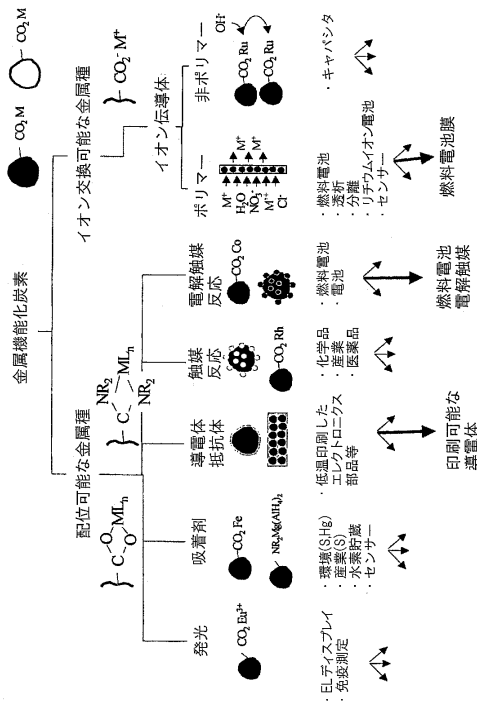 金属機能化炭素
CO₂M
CO₂M
配位可能な金属種
C
O
O
MLₙ
NR₂
C
MLₙ
NR₂
イオン交換可能な金属種
CO₂⁻M⁺
イオン伝導体
発光
吸着剤
導電体
抵抗体
触媒
反応
電解触媒
反応
ポリマー
非ポリマー
CO₂Eu³⁺
CO₂Fe
NR₂Mg(AlH₄)₂
CO₂Rh
CO₂Co
M⁺
H₂O
NO₃⁻
M⁺⁺
Cl⁻
M⁺
M⁺
M⁺
OH⁻
CO₂Ru
CO₂Ru
・ELディスプレイ
・免疫測定
・環境(S,Hg)
・産業(S)
・水素貯蔵
・センサー
・低温印刷した
エレクトロニクス
部品等
・化学品
・産業
・医薬品
・燃料電池
・電池
・燃料電池
・透析
・分離
・リチウムイオン電池
・センサー
・キャパシタ
印刷可能な
導電体
燃料電池
電解触媒
燃料電池膜